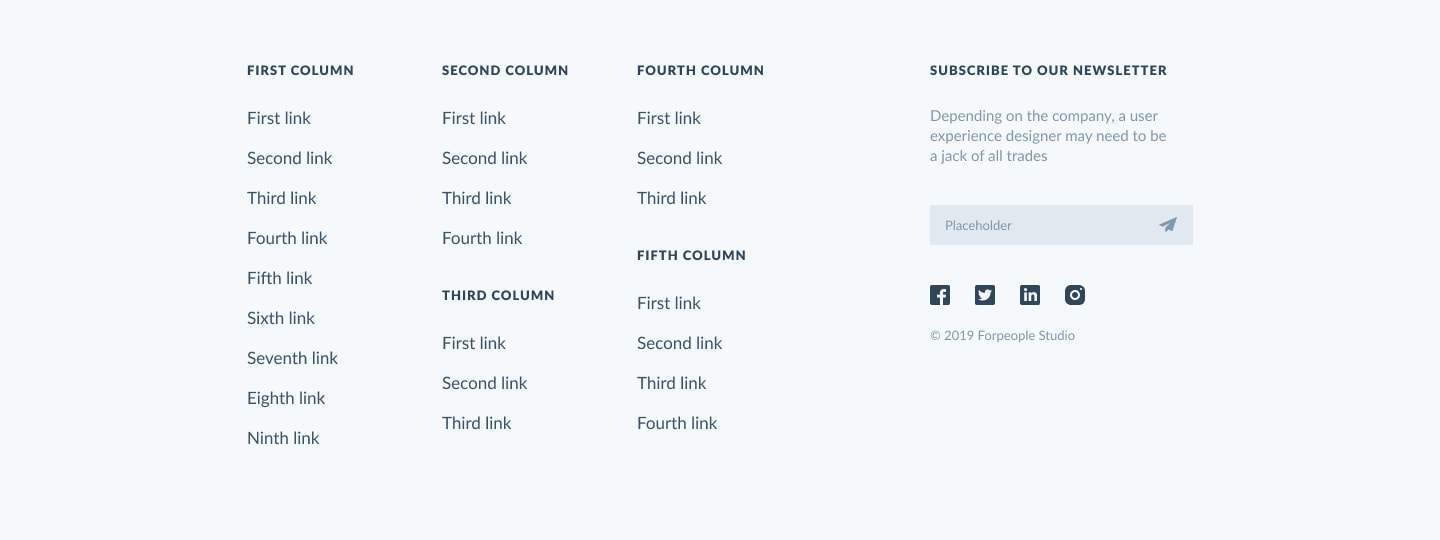 FIRST COLUMN
First link
Second link
Third link
Fourth link
Fifth link
Sixth link
Seventh link
Eighth link
Ninth link
SECOND COLUMN
First link
Second link
Third link
Fourth link
THIRD COLUMN
First link
Second link
Third link
FOURTH COLUMN
First link
Second link
Third link
FIFTH COLUMN
First link
Second link
Third link
Fourth link
SUBSCRIBE TO OUR NEWSLETTER
Depending on the company, a user
experience designer may need to be
a jack of all trades
Placeholder
© 2019 Forpeople Studio